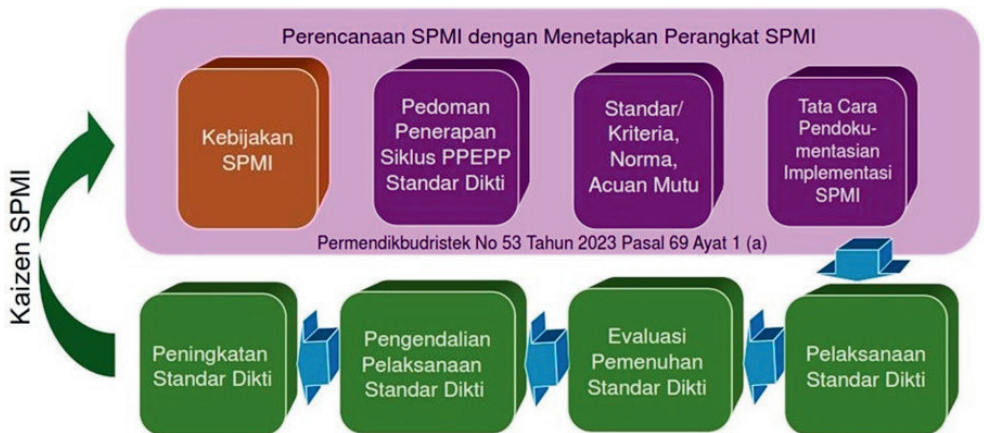 Perencanaan SPMI dengan Menetapkan Perangkat SPMI
Kebijakan
SPMI
Pedoman
Penerapan
Siklus PPEPP
Standar Dikti
Standar/
Kriteria,
Norma,
Acuan Mutu
Tata Cara
Pendoku-
mentasian
Implementasi
SPMI
Permendikbudristek No 53 Tahun 2023 Pasal 69 Ayat 1 (a)
Kaizen SPMI
Peningkatan
Standar Dikti
Pengendalian
Pelaksanaan
Standar Dikti
Evaluasi
Pemenuhan
Standar Dikti
Pelaksanaan
Standar Dikti